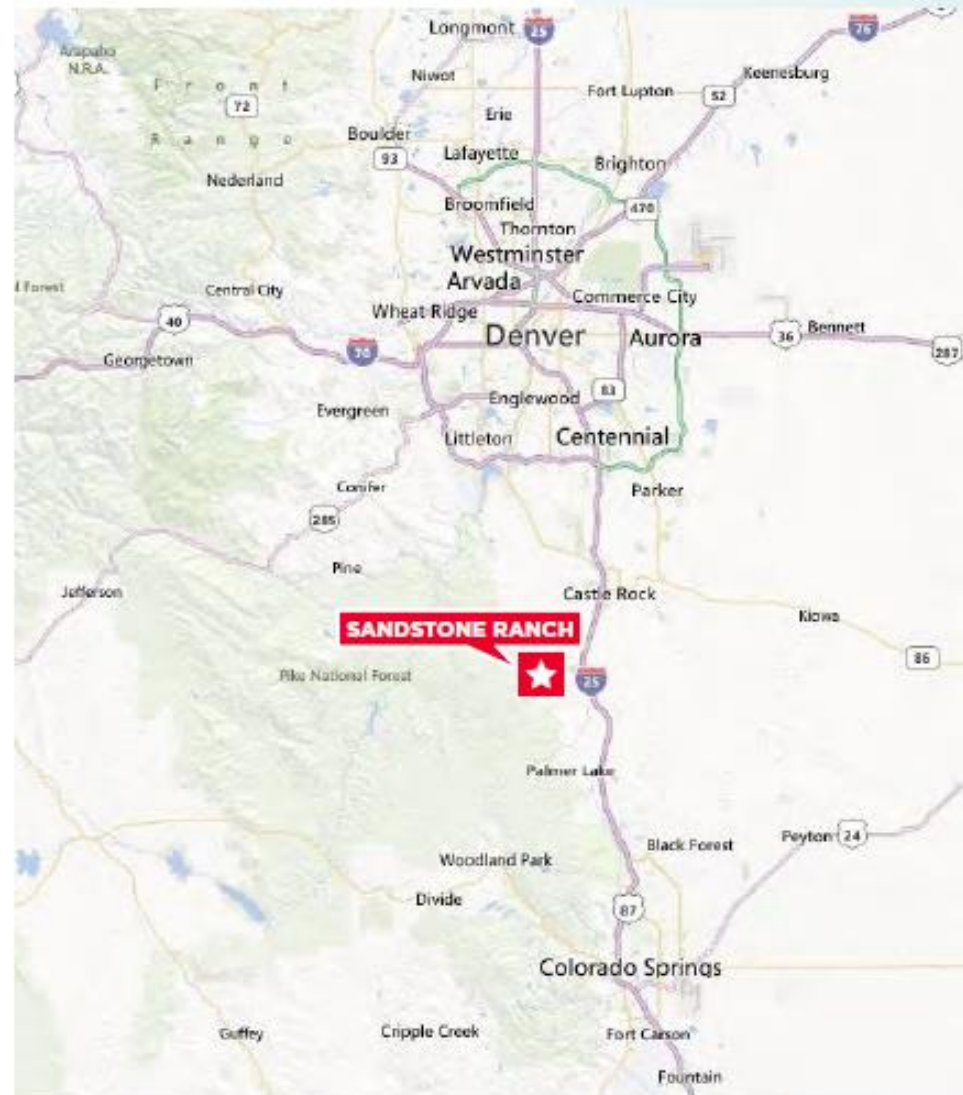 Longmont
25
76
Arapaho
N.R.A.
Niwot
Keenesburg
Front
72
Range
Fort Lupton
52
Erie
Boulder
93
Lafayette
Brighton
Nederland
Broomfield
470
Thornton
Westminster
Arvada
Forest
Central City
Commerce City
Wheat Ridge
40
Denver
Aurora
36
Bennett
70
287
Georgetown
83
Englewood
Evergreen
Littleton
Centennial
Conifer
Parker
285
Pine
Jefferson
Castle Rock
Kiowa
SANDSTONE RANCH
86
Pike National Forest
25
Palmer Lake
Black Forest
Peyton
24
Woodland Park
Divide
87
Colorado Springs
Guffey
Cripple Creek
Fort Carson
Fountain